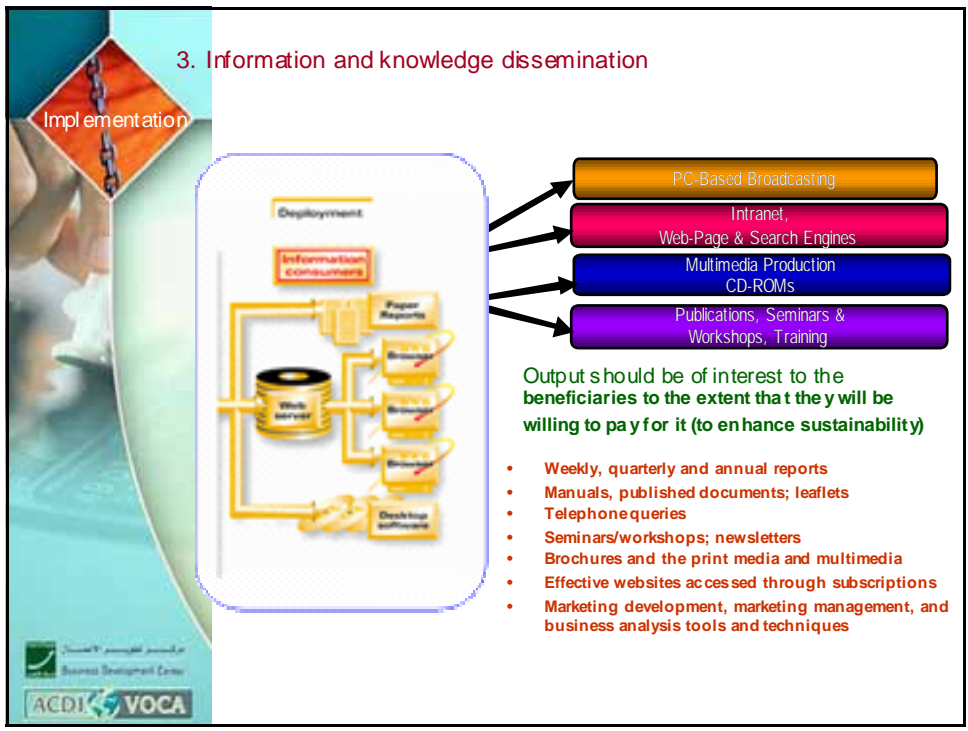 3. Information and knowledge dissemination
Implementation
Deployment
Information
consumers
Paper
Reports
Browser
Web
server
Browser
Browser
Desktop
software
PC-Based Broadcasting
Intranet,
Web-Page & Search Engines
Multimedia Production
CD-ROMs
Publications, Seminars &
Workshops, Training
Output should be of interest to the
beneficiaries to the extent that they will be
willing to pay for it (to enhance sustainability)
• Weekly, quarterly and annual reports
• Manuals, published documents; leaflets
• Telephone queries
• Seminars/workshops; newsletters
• Brochures and the print media and multimedia
• Effective websites accessed through subscriptions
• Marketing development, marketing management, and
business analysis tools and techniques
Business Development Center
ACDI VOCA